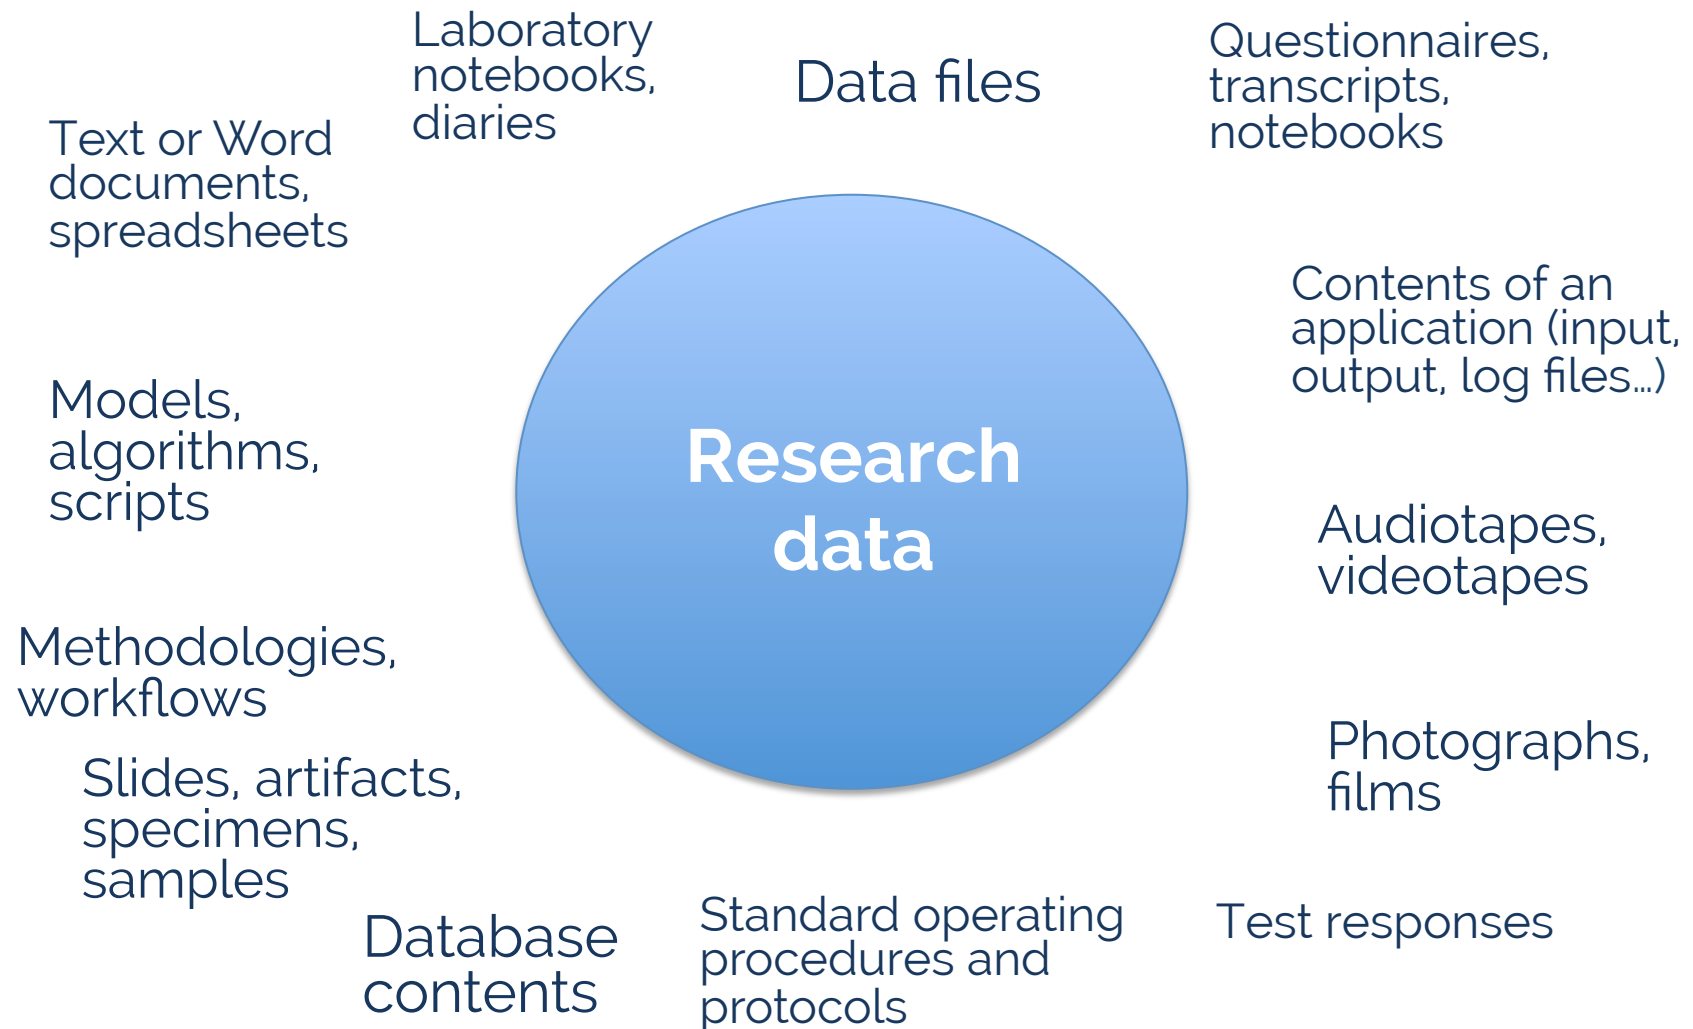 Laboratory
notebooks,
diaries
Data files
Questionnaires,
transcripts,
notebooks
Text or Word
documents,
spreadsheets
Contents of an
application (input,
output, log files...)
Models,
algorithms,
scripts
Research
data
Audiotapes,
videotapes
Methodologies,
workflows
Photographs,
films
Slides, artifacts,
specimens,
samples
Database
contents
Standard operating
procedures and
protocols
Test responses